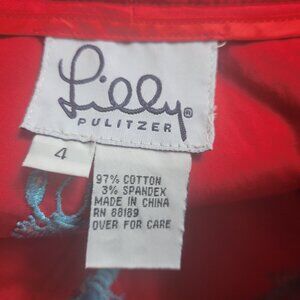 Lilly®
PULITZER
4
97% COTTON
3% SPANDEX
MADE IN CHINA
RN 88189
OVER FOR CARE